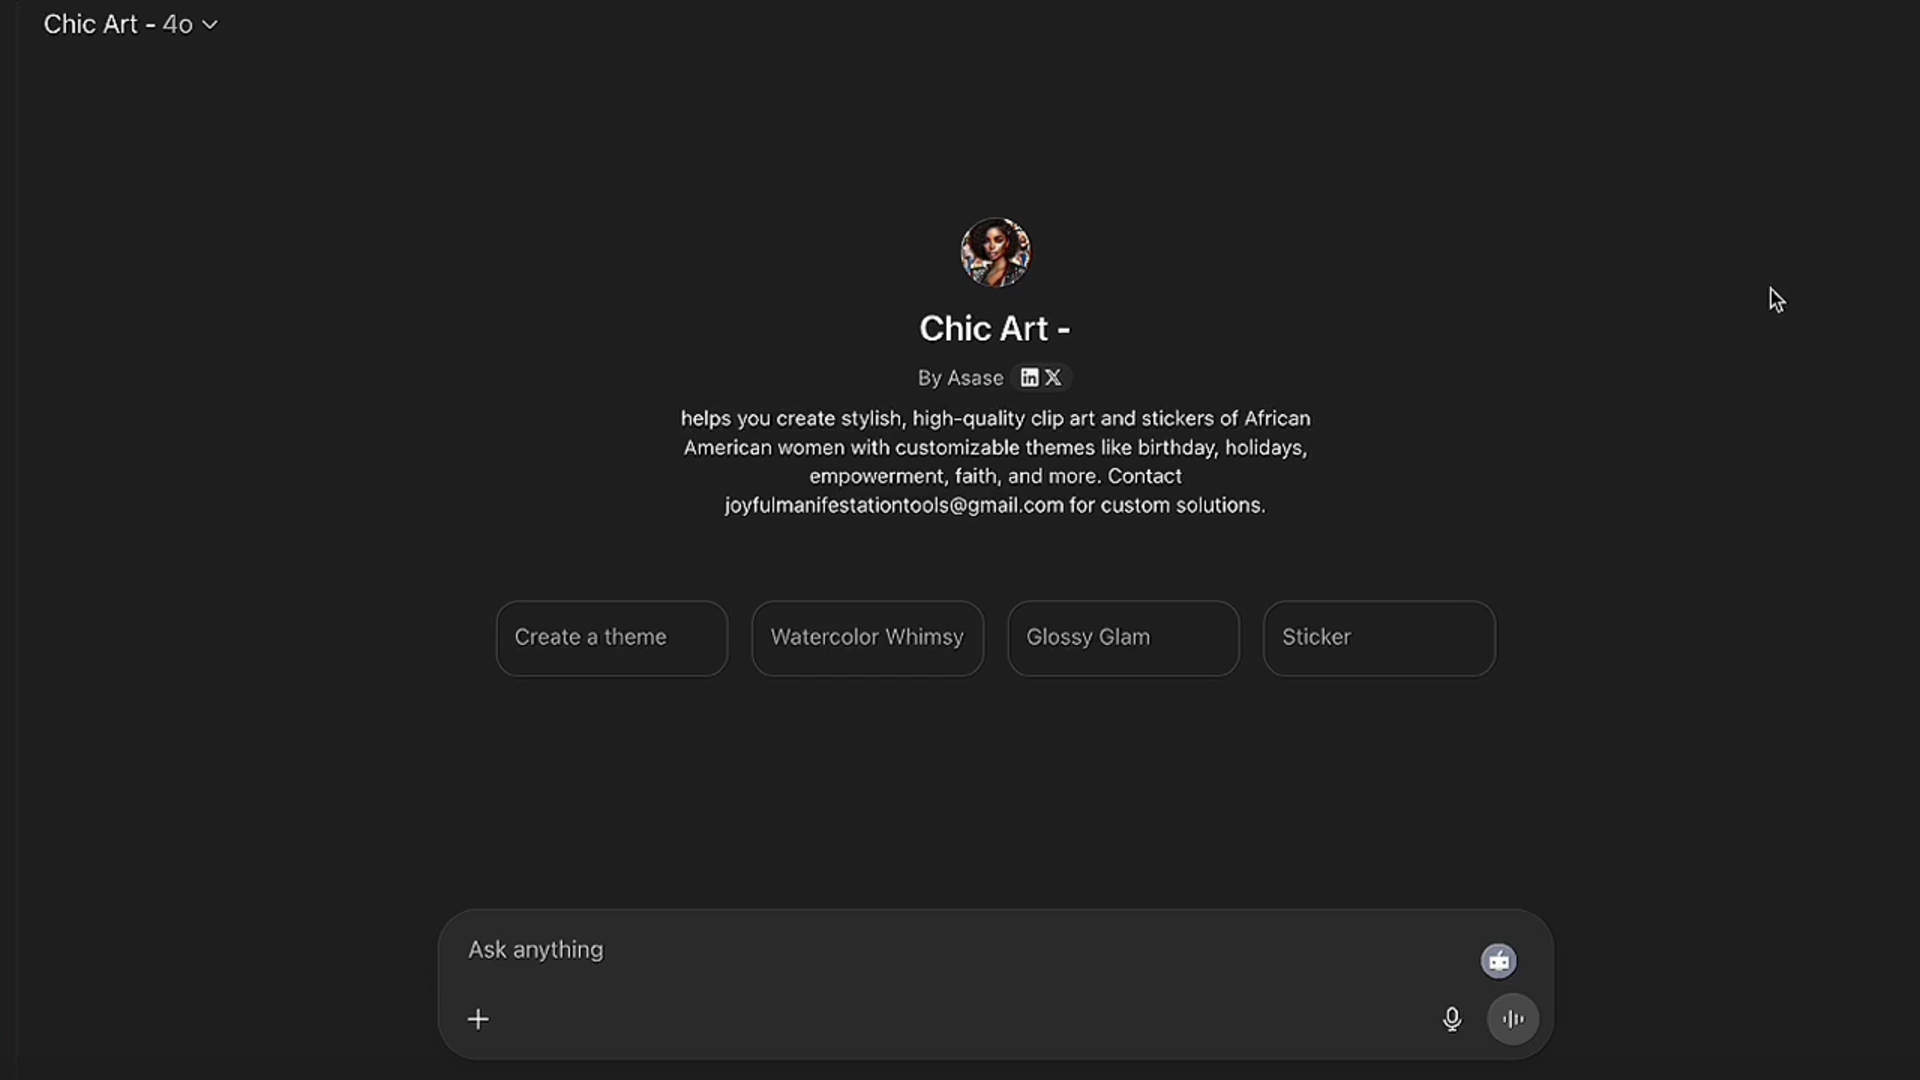 Chic Art - 4o
Chic Art -
By Asase in X
helps you create stylish, high-quality clip art and stickers of African
American women with customizable themes like birthday, holidays,
empowerment, faith, and more. Contact
joyfulmanifestationtools@gmail.com for custom solutions.
Create a theme
Watercolor Whimsy
Glossy Glam
Sticker
Ask anything